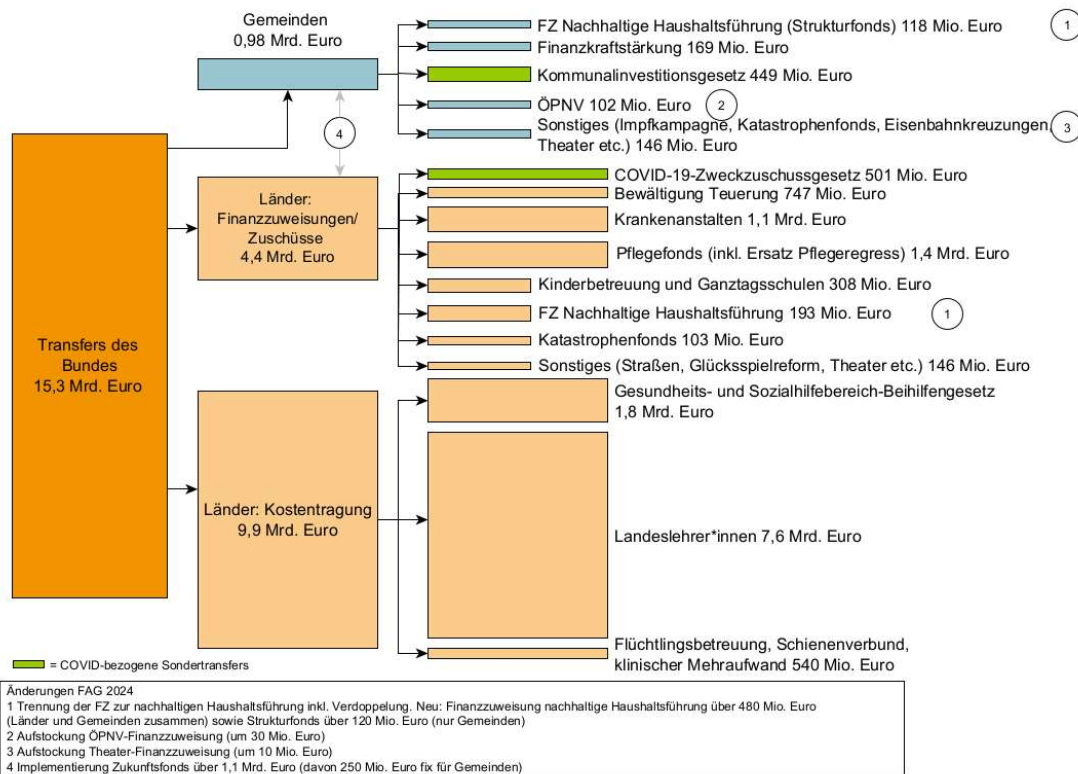 Gemeinden
0,98 Mrd. Euro
FZ Nachhaltige Haushaltsführung (Strukturfonds) 118 Mio. Euro
1
Finanzkraftstärkung 169 Mio. Euro
Kommunalinvestitionsgesetz 449 Mio. Euro
ÖPNV 102 Mio. Euro
2
Sonstiges (Impfkampagne, Katastrophenfonds, Eisenbahnkreuzungen,
Theater etc.) 146 Mio. Euro
3
4
Transfers des
Bundes
15,3 Mrd. Euro
Länder:
Finanzzuweisungen/
Zuschüsse
4,4 Mrd. Euro
COVID-19-Zweckzuschussgesetz 501 Mio. Euro
Bewältigung Teuerung 747 Mio. Euro
Krankenanstalten 1,1 Mrd. Euro
Pflegefonds (inkl. Ersatz Pflegeregress) 1,4 Mrd. Euro
Kinderbetreuung und Ganztagsschulen 308 Mio. Euro
FZ Nachhaltige Haushaltsführung 193 Mio. Euro
1
Katastrophenfonds 103 Mio. Euro
Sonstiges (Straßen, Glücksspielreform, Theater etc.) 146 Mio. Euro
Länder: Kostentragung
9,9 Mrd. Euro
Gesundheits- und Sozialhilfebereich-Beihilfengesetz
1,8 Mrd. Euro
Landeslehrer*innen 7,6 Mrd. Euro
Flüchtlingsbetreuung, Schienenverbund,
klinischer Mehraufwand 540 Mio. Euro
= COVID-bezogene Sondertransfers
Änderungen FAG 2024
1 Trennung der FZ zur nachhaltigen Haushaltsführung inkl. Verdoppelung. Neu: Finanzzuweisung nachhaltige Haushaltsführung über 480 Mio. Euro
(Länder und Gemeinden zusammen) sowie Strukturfonds über 120 Mio. Euro (nur Gemeinden)
2 Aufstockung ÖPNV-Finanzzuweisung (um 30 Mio. Euro)
3 Aufstockung Theater-Finanzzuweisung (um 10 Mio. Euro)
4 Implementierung Zukunftsfonds über 1,1 Mrd. Euro (davon 250 Mio. Euro fix für Gemeinden)